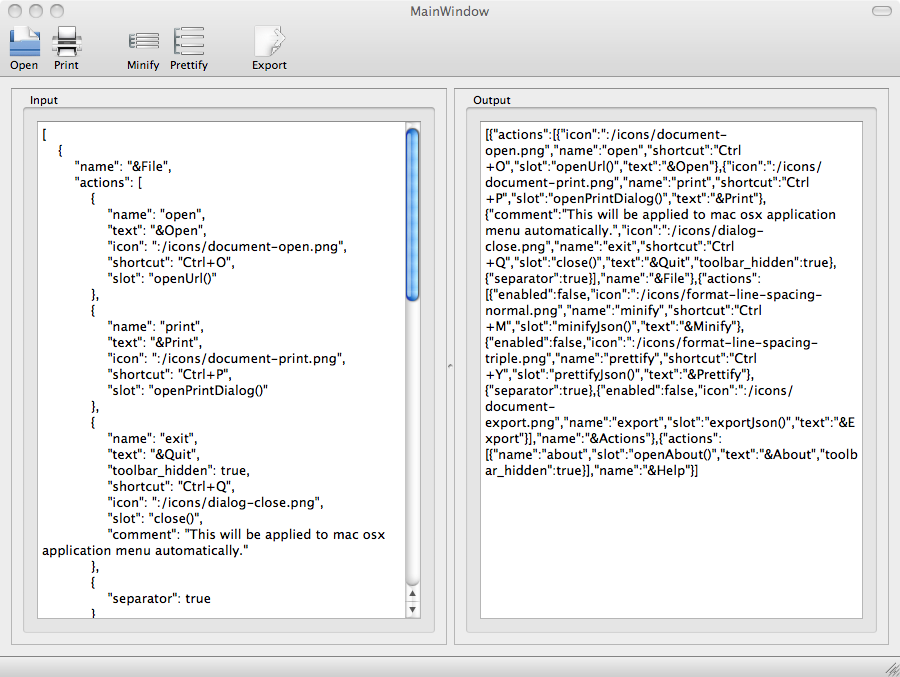 MainWindow
Open Print Minify Prettify Export
Input
[
{
"name": "&File",
"actions": [
{
"name": "open",
"text": "&Open",
"icon": ":/icons/document-open.png",
"shortcut": "Ctrl+O",
"slot": "openUrl()"
},
{
"name": "print",
"text": "&Print",
"icon": ":/icons/document-print.png",
"shortcut": "Ctrl+P",
"slot": "openPrintDialog()"
},
{
"name": "exit",
"text": "&Quit",
"toolbar_hidden": true,
"shortcut": "Ctrl+Q",
"icon": ":/icons/dialog-close.png",
"slot": "close()",
"comment": "This will be applied to mac osx
application menu automatically."
},
{
"separator": true
}
Output
[{"actions":[{"icon":":/icons/document-
open.png","name":"open","shortcut":"Ctrl
+O","slot":"openUrl()","text":"&Open"},{"icon":":/icons/
document-print.png","name":"print","shortcut":"Ctrl
+P","slot":"openPrintDialog()","text":"&Print"},
{"comment":"This will be applied to mac osx application
menu automatically.","icon":":/icons/dialog-
close.png","name":"exit","shortcut":"Ctrl
+Q","slot":"close()","text":"&Quit","toolbar_hidden":true},
{"separator":true}],"name":"&File"},{"actions":
[{"enabled":false,"icon":":/icons/format-line-spacing-
normal.png","name":"minify","shortcut":"Ctrl
+M","slot":"minifyJson()","text":"&Minify"},
{"enabled":false,"icon":":/icons/format-line-spacing-
triple.png","name":"prettify","shortcut":"Ctrl
+Y","slot":"prettifyJson()","text":"&Prettify"},
{"separator":true},{"enabled":false,"icon":":/icons/
document-
export.png","name":"export","slot":"exportJson()","text":"&E
xport"}],"name":"&Actions"},{"actions":
[{"name":"about","slot":"openAbout()","text":"&About","toolb
ar_hidden":true}],"name":"&Help"}]